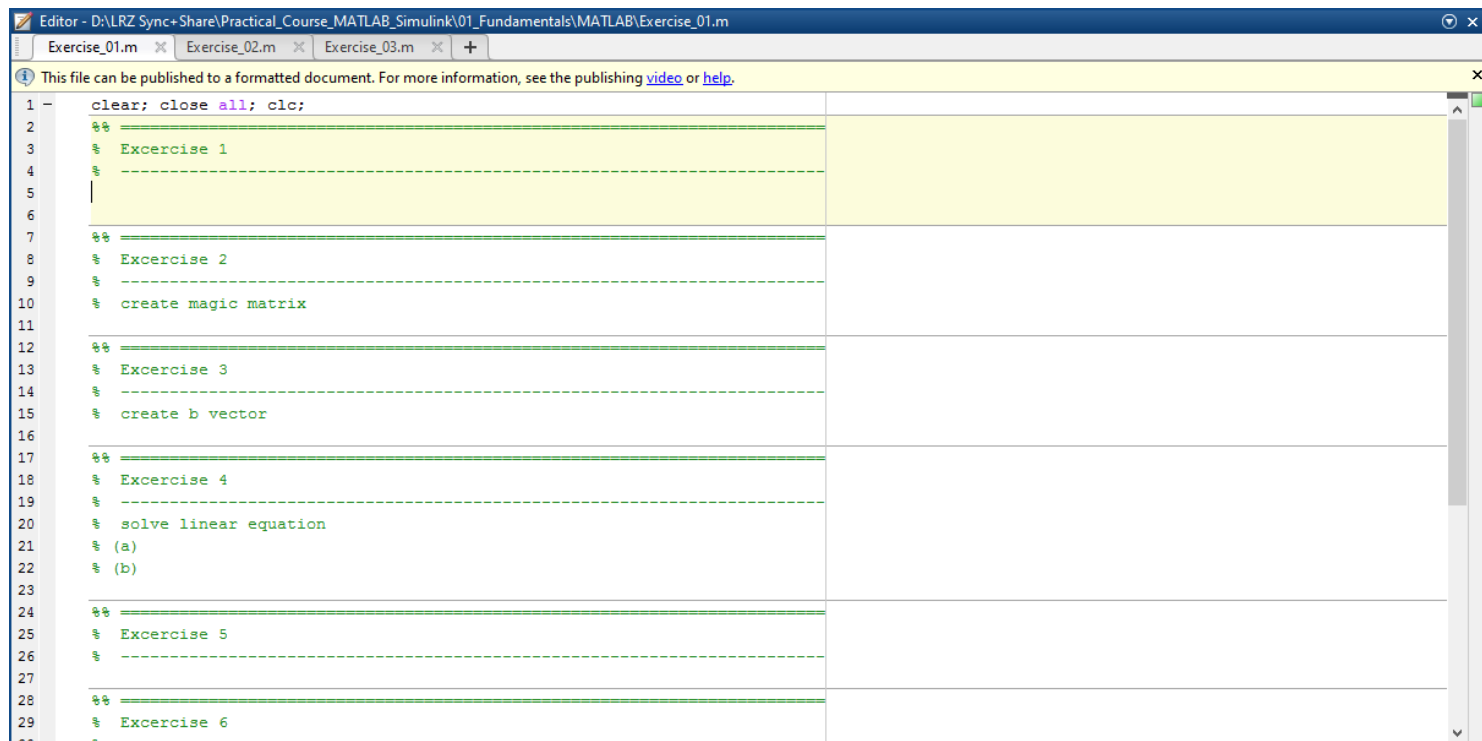 Editor - D:\LRZ Sync+Share\Practical_Course_MATLAB_Simulink\01_Fundamentals\MATLAB\Exercise_01.m
Exercise_01.m Exercise_02.m Exercise_03.m +
This file can be published to a formatted document. For more information, see the publishing video or help.
1 - clear; close all; clc;
2 %% ========================================================================
3 % Excercise 1
4 % ------------------------------------------------------------------------
5
6
7 %% ========================================================================
8 % Excercise 2
9 % ------------------------------------------------------------------------
10 % create magic matrix
11
12 %% ========================================================================
13 % Excercise 3
14 % ------------------------------------------------------------------------
15 % create b vector
16
17 %% ========================================================================
18 % Excercise 4
19 % ------------------------------------------------------------------------
20 % solve linear equation
21 % (a)
22 % (b)
23
24 %% ========================================================================
25 % Excercise 5
26 % ------------------------------------------------------------------------
27
28 %% ========================================================================
29 % Excercise 6